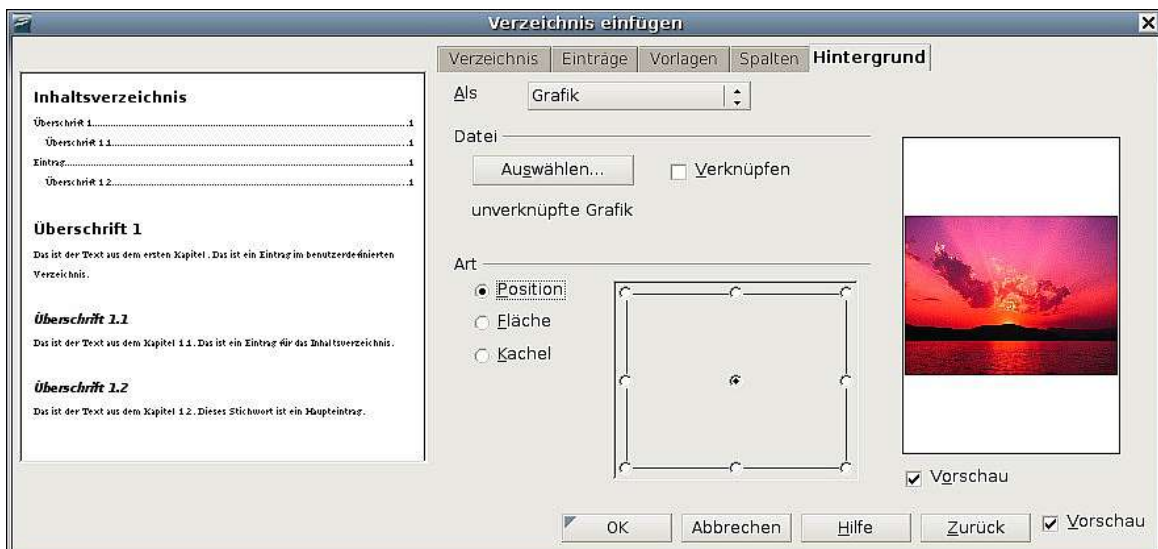 Verzeichnis einfügen
Verzeichnis
Einträge
Vorlagen
Spalten
Hintergrund
Inhaltsverzeichnis
Überschrift 1.......1
Überschrift 1.1.......1
Eintrag.......1
Überschrift 1.2.......1
Überschrift 1
Das ist der Text aus dem ersten Kapitel. Das ist ein Eintrag im benutzerdefinierten
Verzeichnis.
Überschrift 1.1
Das ist der Text aus dem Kapitel 1.1. Das ist ein Eintrag für das Inhaltsverzeichnis.
Überschrift 1.2
Das ist der Text aus dem Kapitel 1.2. Dieses Stichwort ist ein Haupteintrag.
Als
Grafik
Datei
Auswählen...
Verknüpfen
unverknüpfte Grafik
Art
Position
Fläche
Kachel
Vorschau
OK
Abbrechen
Hilfe
Zurück
Vorschau